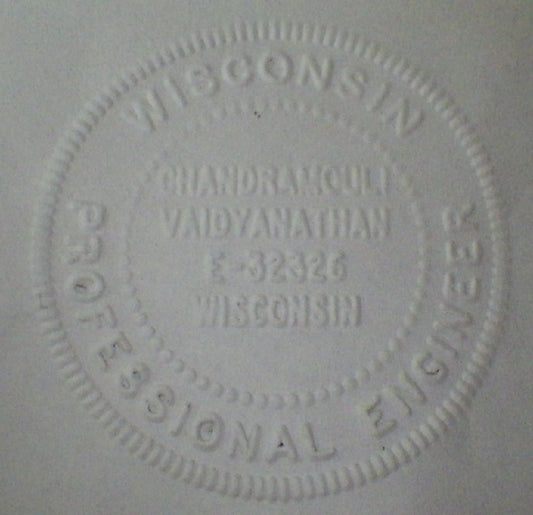 WISCONSIN
CHANDRAMOULI
VAIDYANATHAN
E-32326
WISCONSIN
PROFESSIONAL ENGINEER